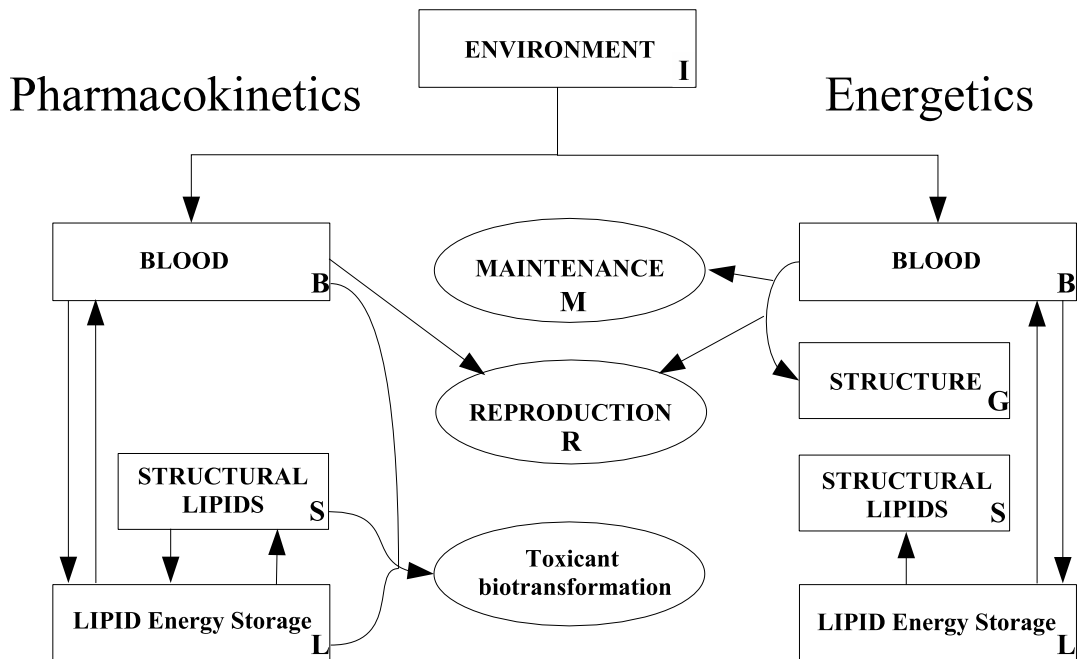 ENVIRONMENT
I
Pharmacokinetics
Energetics
BLOOD
B
MAINTENANCE
M
BLOOD
B
REPRODUCTION
R
STRUCTURE
G
STRUCTURAL
LIPIDS
S
STRUCTURAL
LIPIDS
S
Toxicant
biotransformation
LIPID Energy Storage
L
LIPID Energy Storage
L